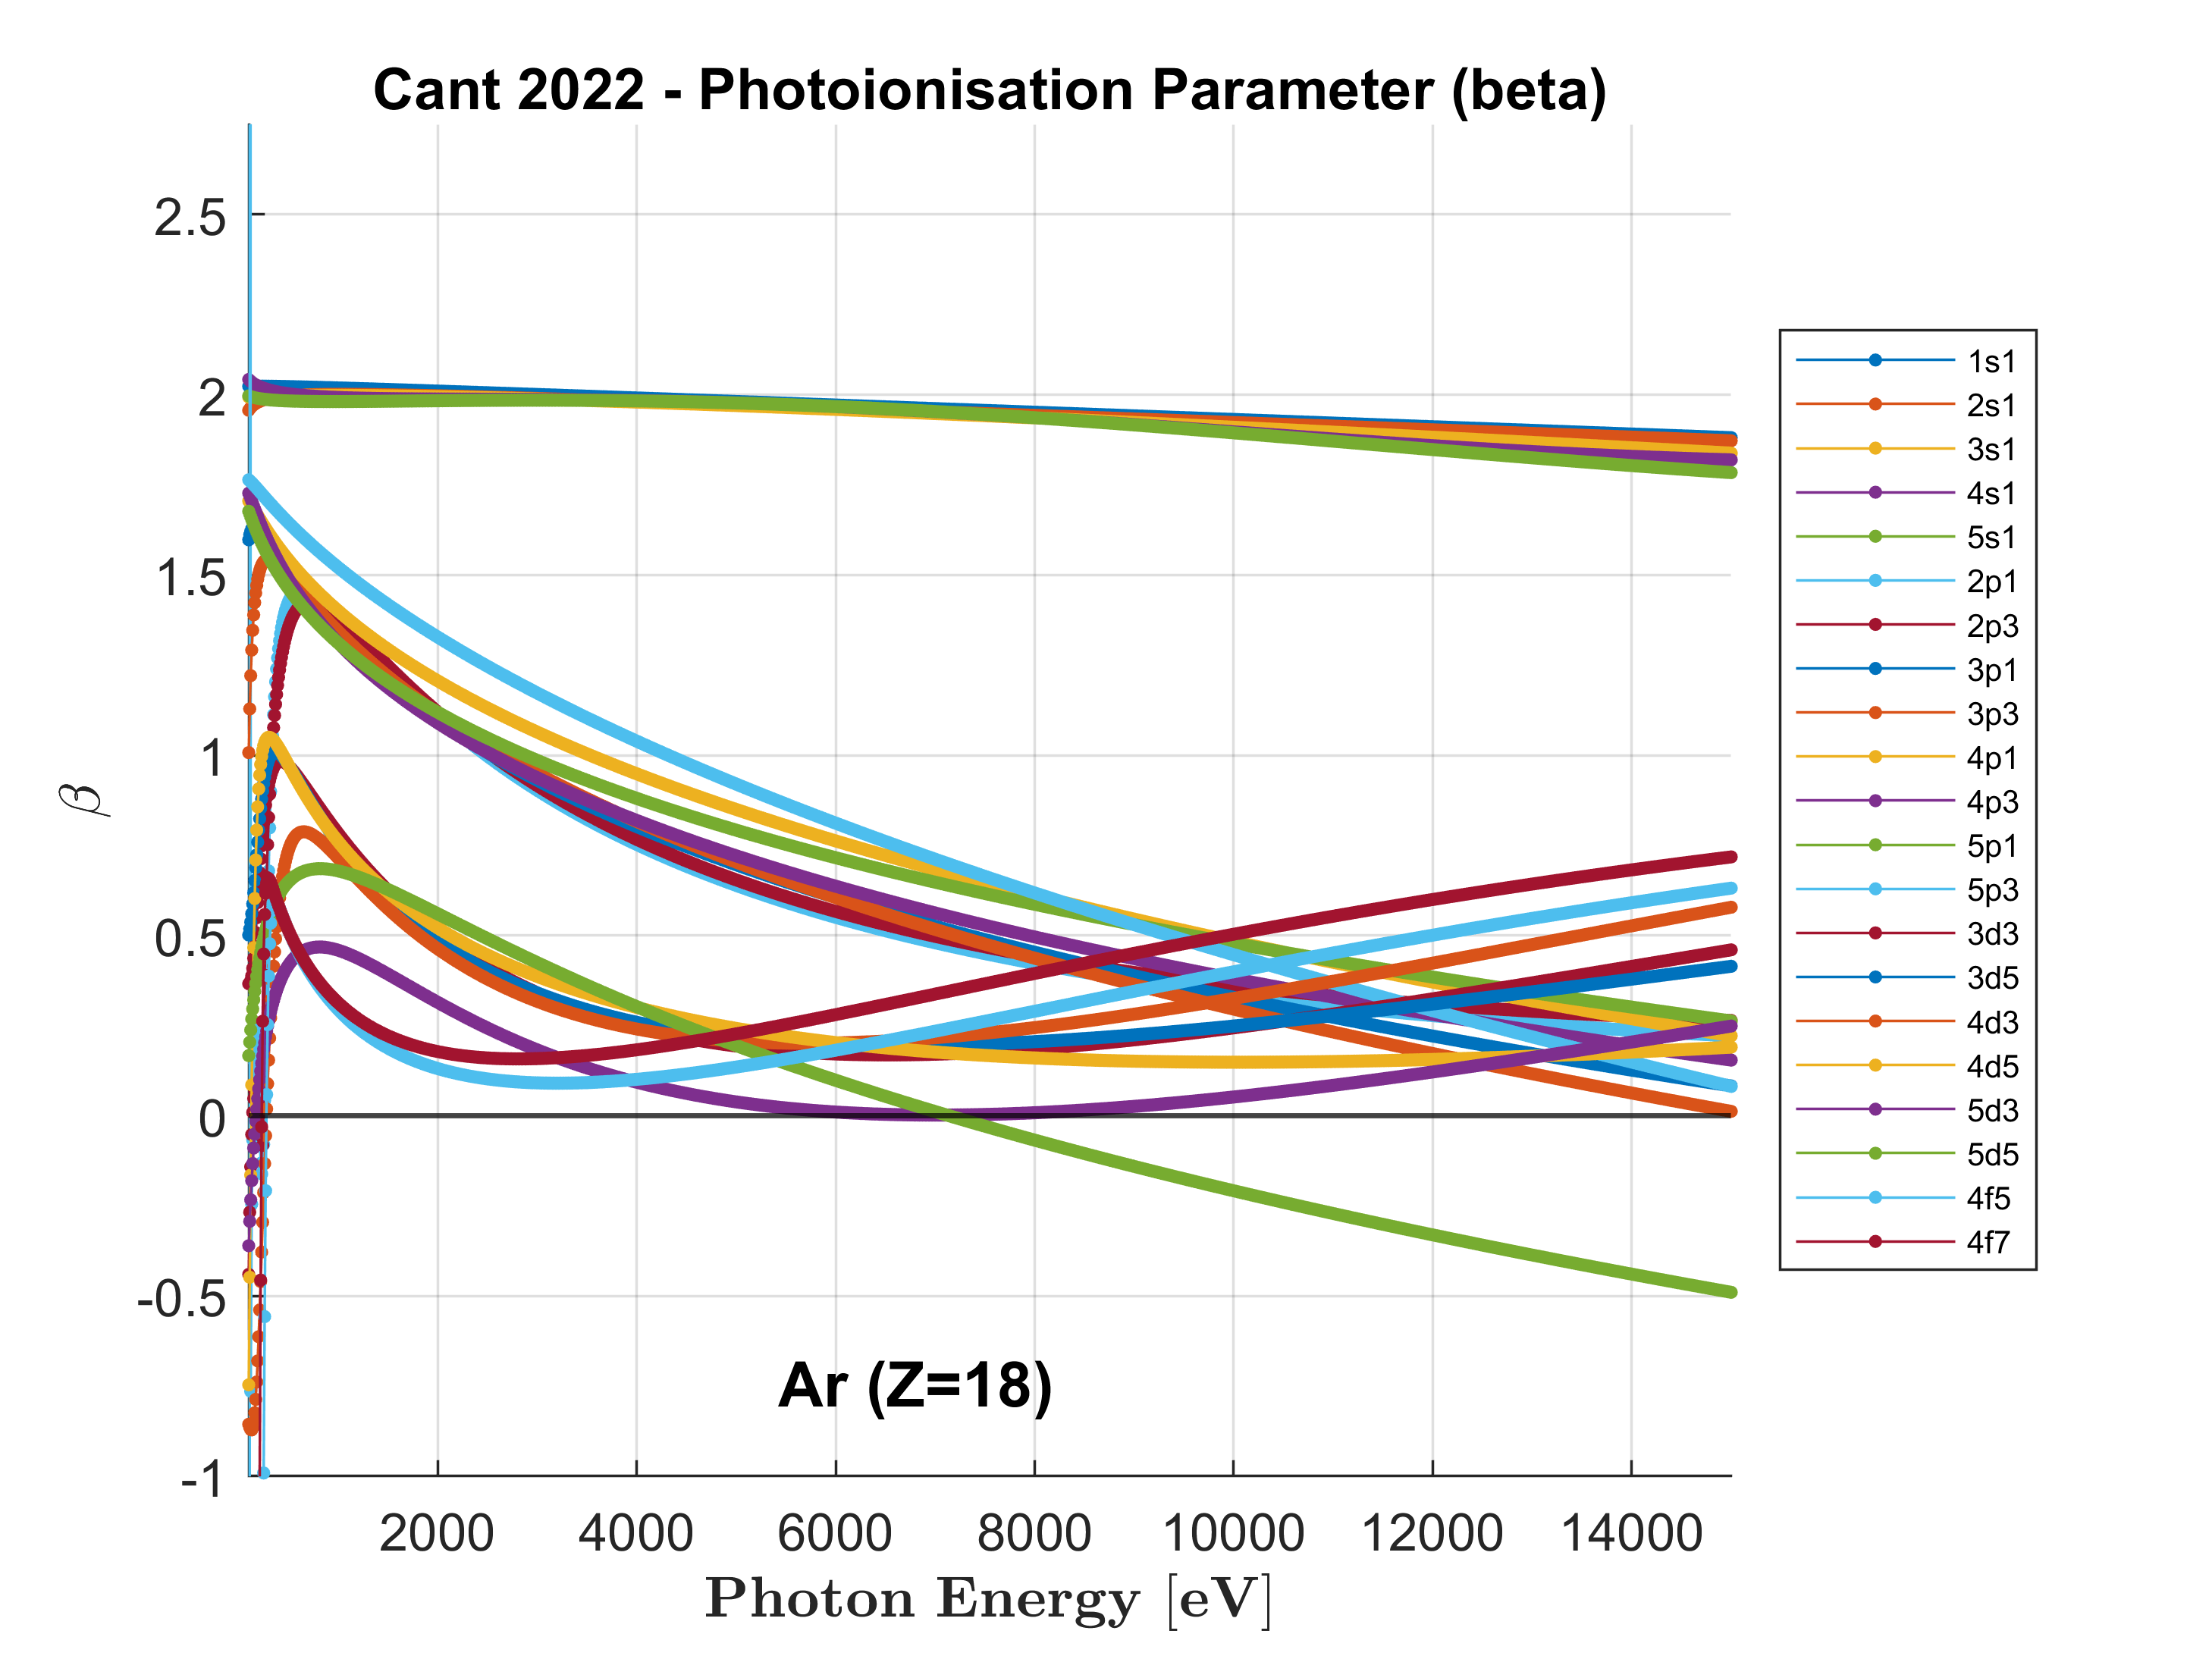 Cant 2022 - Photoionisation Parameter (beta)
2.5
2
1.5
1
0.5
0
-0.5
-1
β
2000 4000 6000 8000 10000 12000 14000
Photon Energy [eV]
Ar (Z=18)
1s1
2s1
3s1
4s1
5s1
2p1
2p3
3p1
3p3
4p1
4p3
5p1
5p3
3d3
3d5
4d3
4d5
5d3
5d5
4f5
4f7